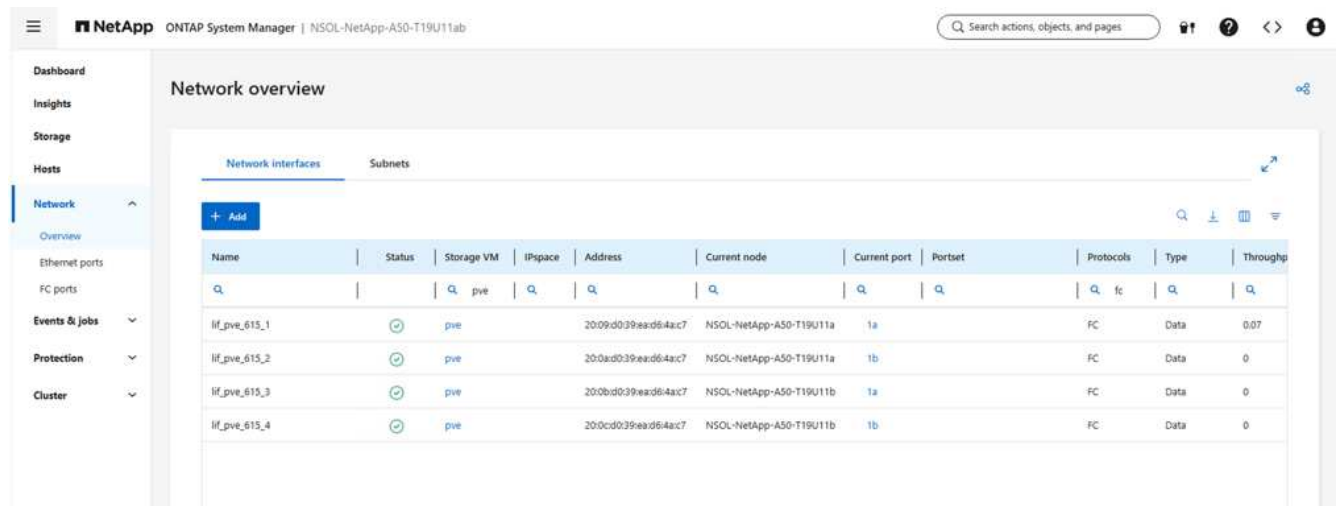 NetApp ONTAP System Manager | NSOL-NetApp-A50-T19U11ab Search actions, objects, and pages
Dashboard
Insights
Storage
Hosts
Network
Overview
Ethernet ports
FC ports
Events & jobs
Protection
Cluster
Network overview
Network interfaces Subnets
+ Add
Name Status Storage VM IPspace Address Current node Current port Portset Protocols Type Throughp
pve fc
lif_pve_615_1 pve 20:09:d0:39:ea:d6:4a:c7 NSOL-NetApp-A50-T19U11a 1a FC Data 0.07
lif_pve_615_2 pve 20:0a:d0:39:ea:d6:4a:c7 NSOL-NetApp-A50-T19U11a 1b FC Data 0
lif_pve_615_3 pve 20:0b:d0:39:ea:d6:4a:c7 NSOL-NetApp-A50-T19U11b 1a FC Data 0
lif_pve_615_4 pve 20:0c:d0:39:ea:d6:4a:c7 NSOL-NetApp-A50-T19U11b 1b FC Data 0